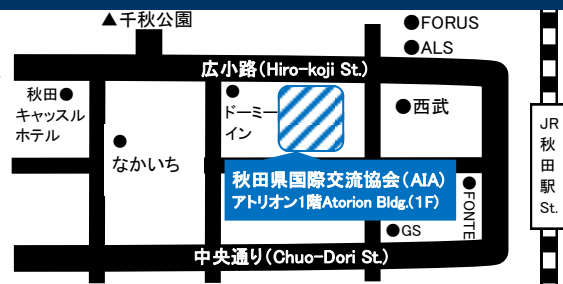 ▲千秋公園
●FORUS
●ALS
広小路(Hiro-koji St.)
秋田●
キャッスル
ホテル
●
なかいち
●
ドーミー
イン
●西武
秋田県国際交流協会(AIA)
アトリオン1階Atorion Bldg.(1F)
●FONTE
●GS
中央通り(Chuo-Dori St.)
JR
秋
田
駅
St.